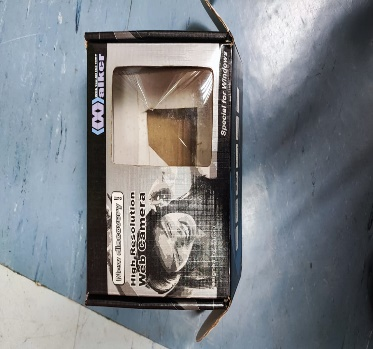 Walker
Special for Windows
New discovery !!
High Resolution
Web Camera